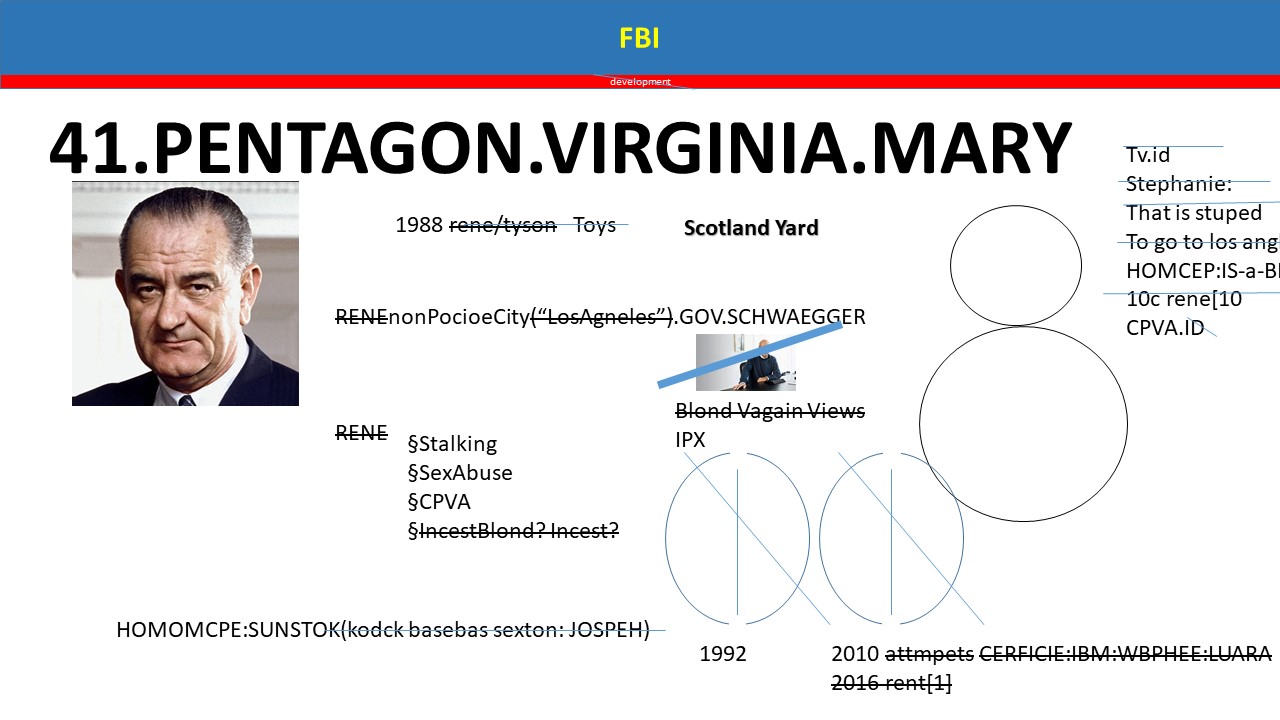 FBI
development
41.PENTAGON.VIRGINIA.MARY
Tv.id
Stephanie:
That is stuped
To go to los angl
HOMCEP:IS-a-BI
10c rene[10
CPVA.ID
1988 rene/tyson Toys
Scotland Yard
RENEnonPocioeCity(“LosAgneles”).GOV.SCHWAEGGER
Blond Vagain Views
IPX
RENE
§Stalking
§SexAbuse
§CPVA
§IncestBlond? Incest?
HOMOMCPE:SUNSTOK(kodck basebas sexton: JOSPEH)
1992
2010 attmpets CERFICIE:IBM:WBPHEE:LUARA
2016 rent[1]